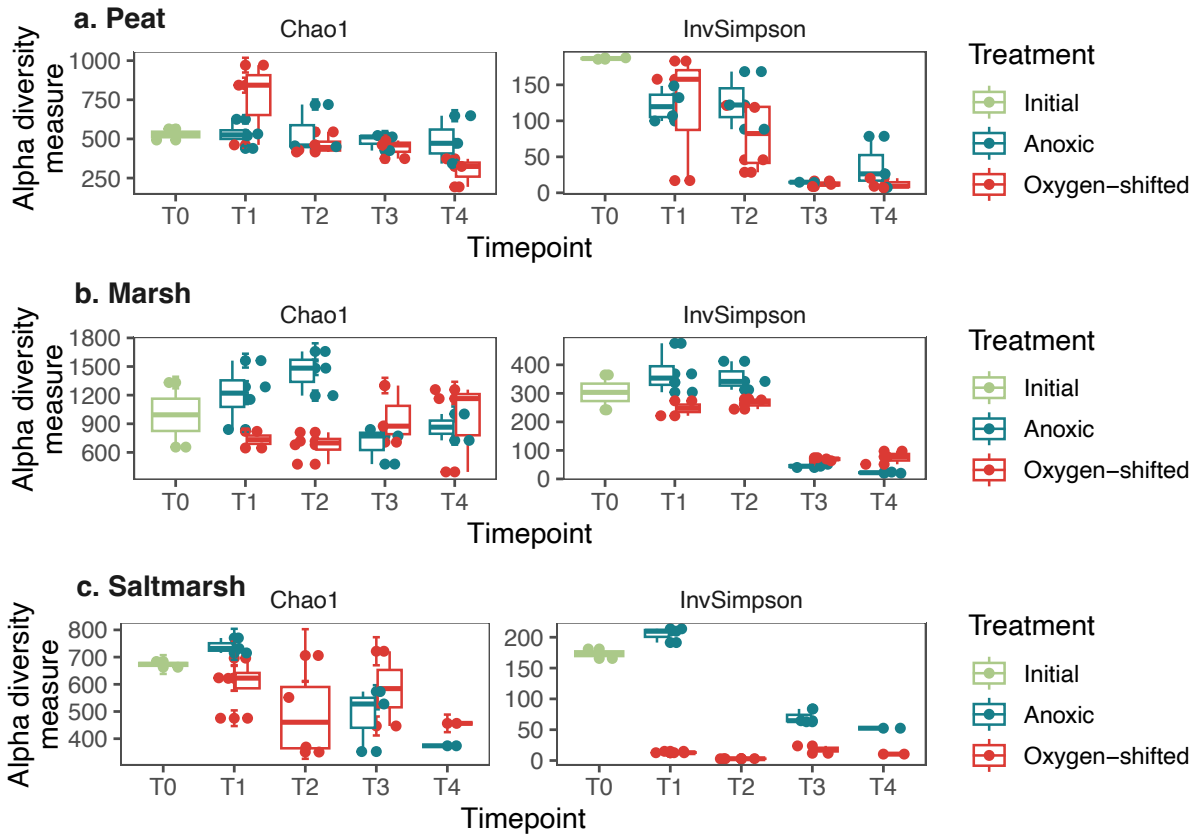 a. Peat
Chao1
InvSimpson
Alpha diversity
measure
1000
750
500
250
T0 T1 T2 T3 T4
150
100
50
0
T0 T1 T2 T3 T4
Timepoint
Treatment
Initial
Anoxic
Oxygen−shifted
b. Marsh
Chao1
InvSimpson
Alpha diversity
measure
1800
1500
1200
900
600
T0 T1 T2 T3 T4
400
300
200
100
0
T0 T1 T2 T3 T4
Timepoint
Treatment
Initial
Anoxic
Oxygen−shifted
c. Saltmarsh
Chao1
InvSimpson
Alpha diversity
measure
800
700
600
500
400
T0 T1 T2 T3 T4
200
150
100
50
0
T0 T1 T2 T3 T4
Timepoint
Treatment
Initial
Anoxic
Oxygen−shifted